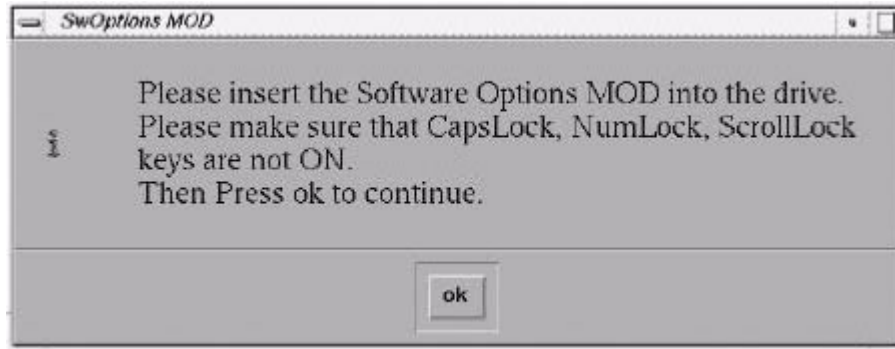 SwOptions MOD
Please insert the Software Options MOD into the drive.
Please make sure that CapsLock, NumLock, ScrollLock
keys are not ON.
Then Press ok to continue.
ok